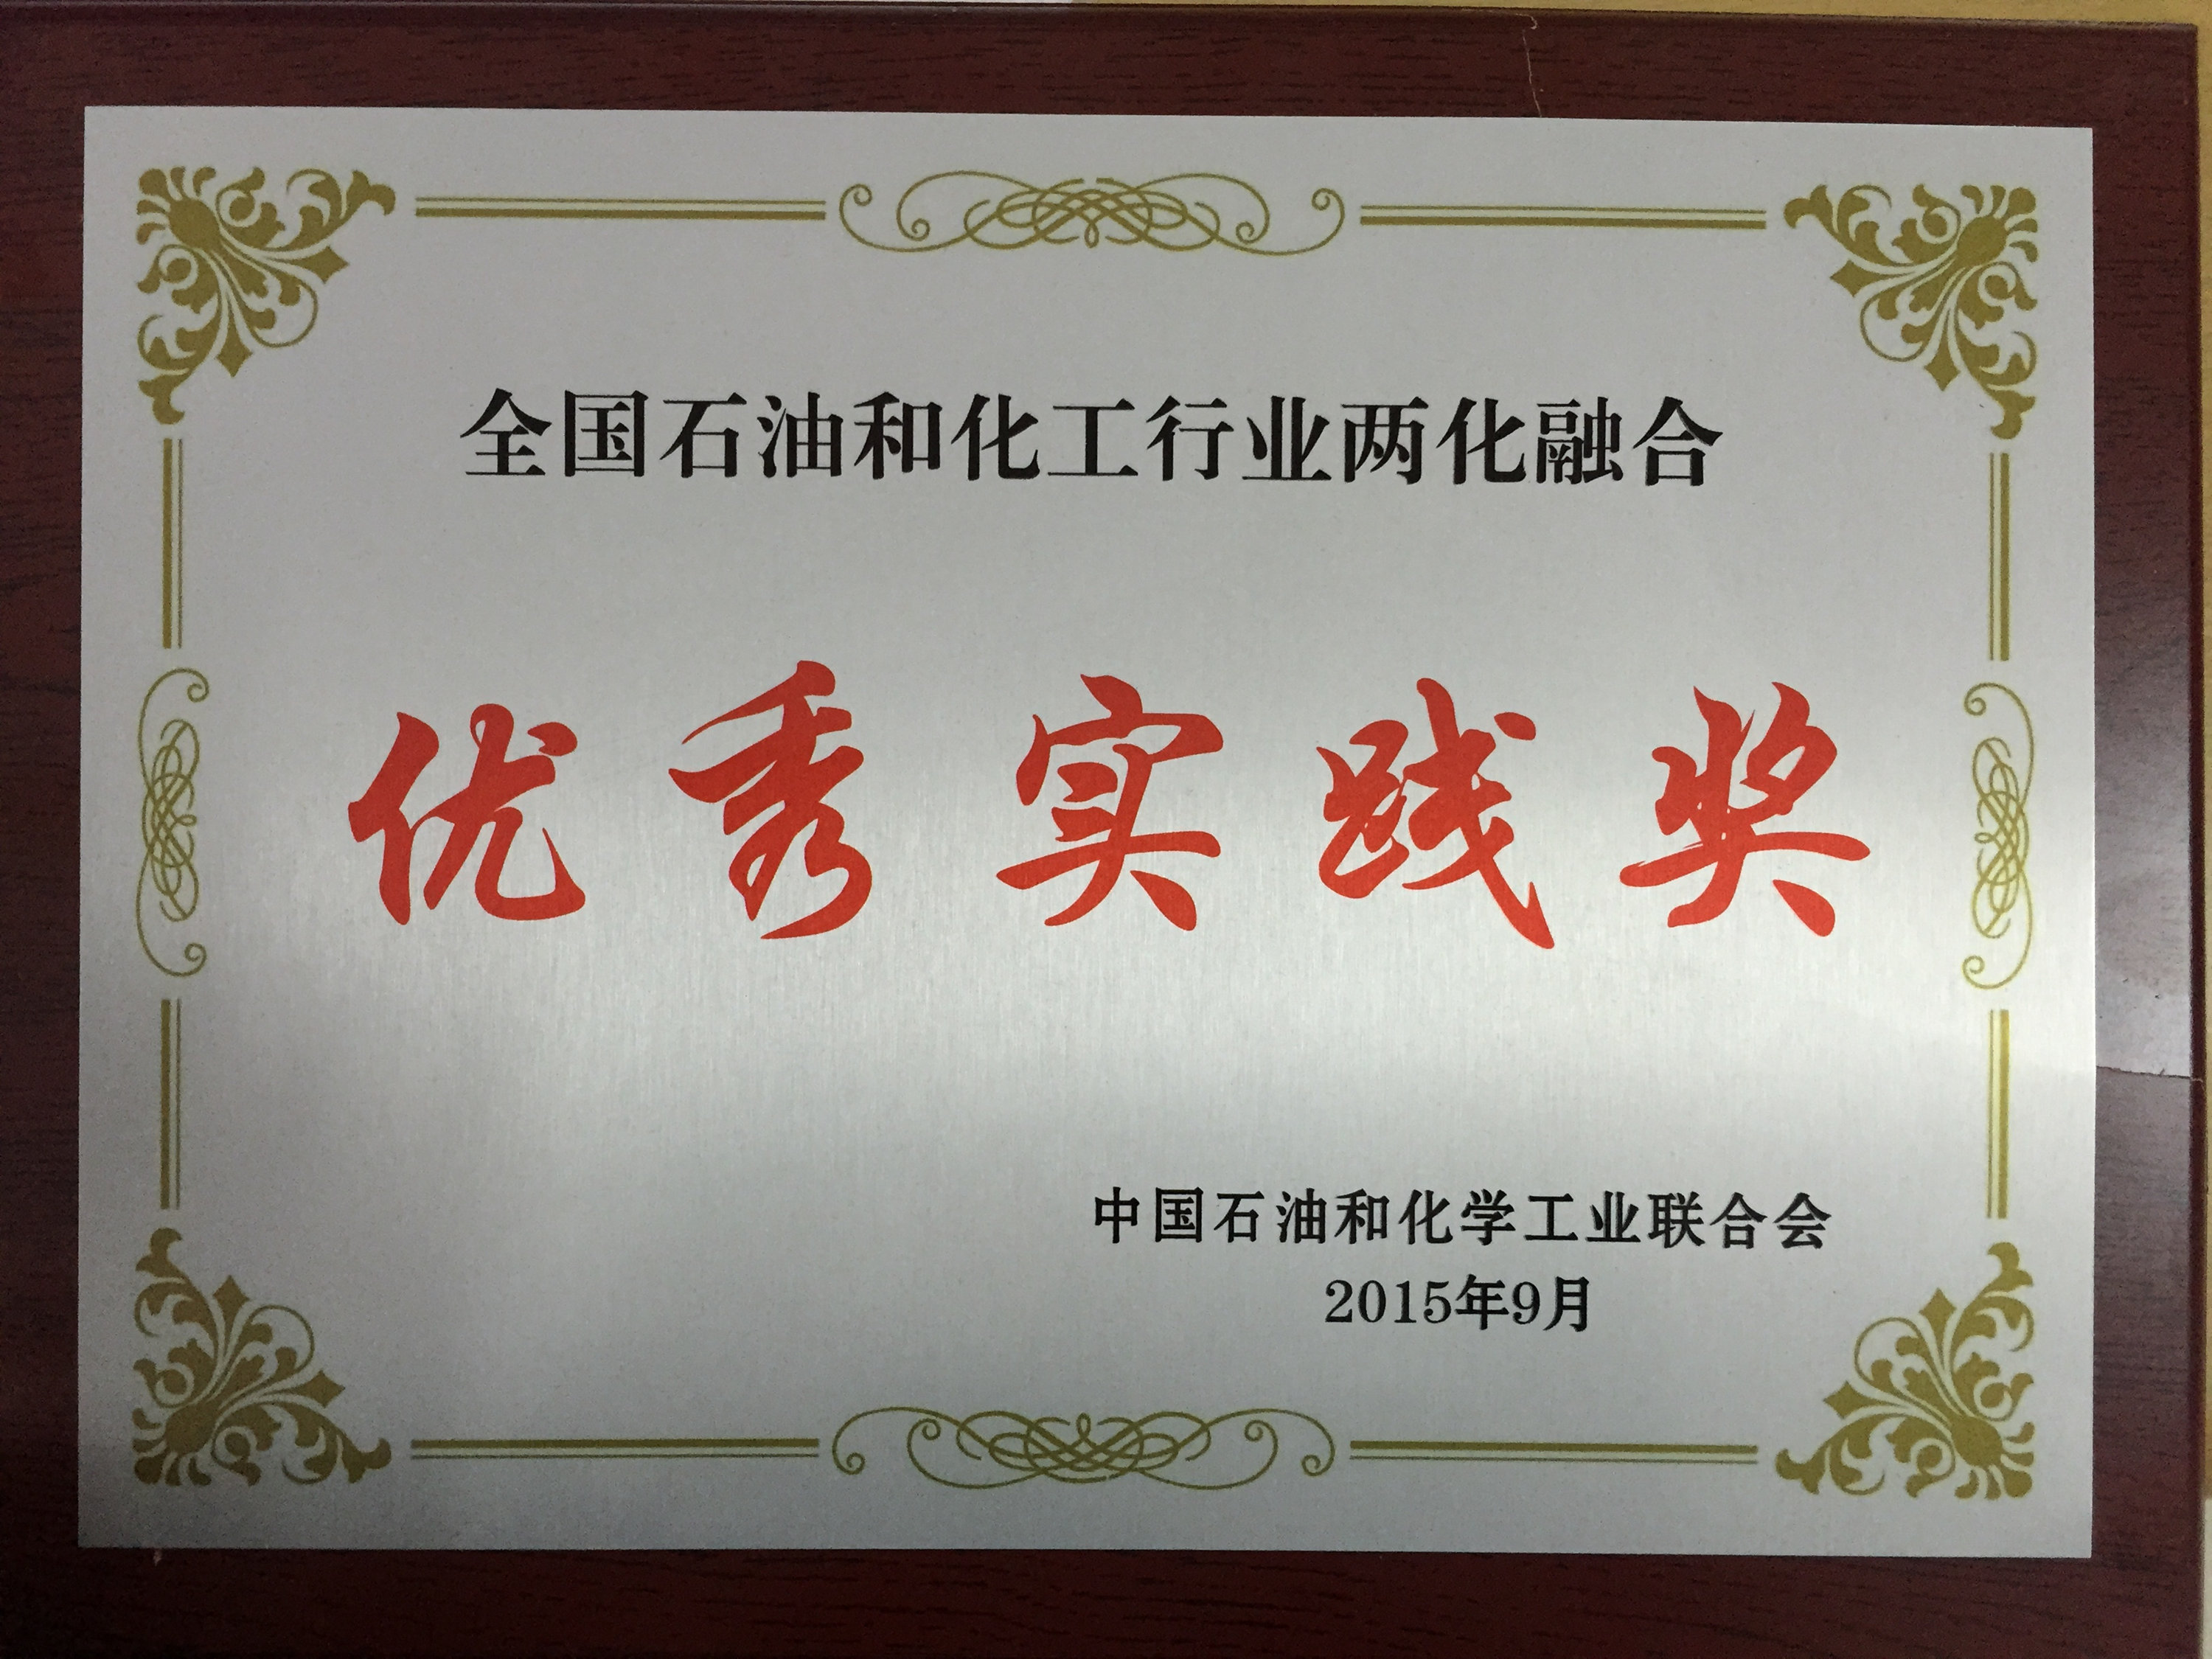 全国石油和化工行业两化融合
优秀实践奖
中国石油和化学工业联合会
2015年9月